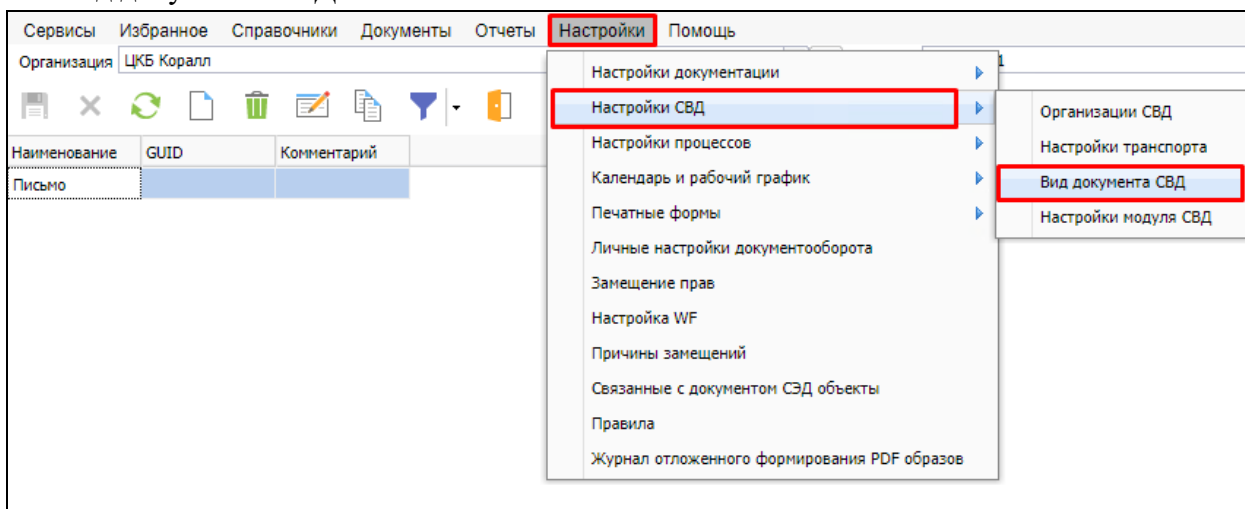 Сервисы Избранное Справочники Документы Отчеты Настройки Помощь
Организация ЦКБ Коралл
Наименование GUID Комментарий
Письмо
Настройки документации
Настройки СВД
Настройки процессов
Календарь и рабочий график
Печатные формы
Личные настройки документооборота
Замещение прав
Настройка WF
Причины замещений
Связанные с документом СЭД объекты
Правила
Журнал отложенного формирования PDF образов
Организации СВД
Настройки транспорта
Вид документа СВД
Настройки модуля СВД